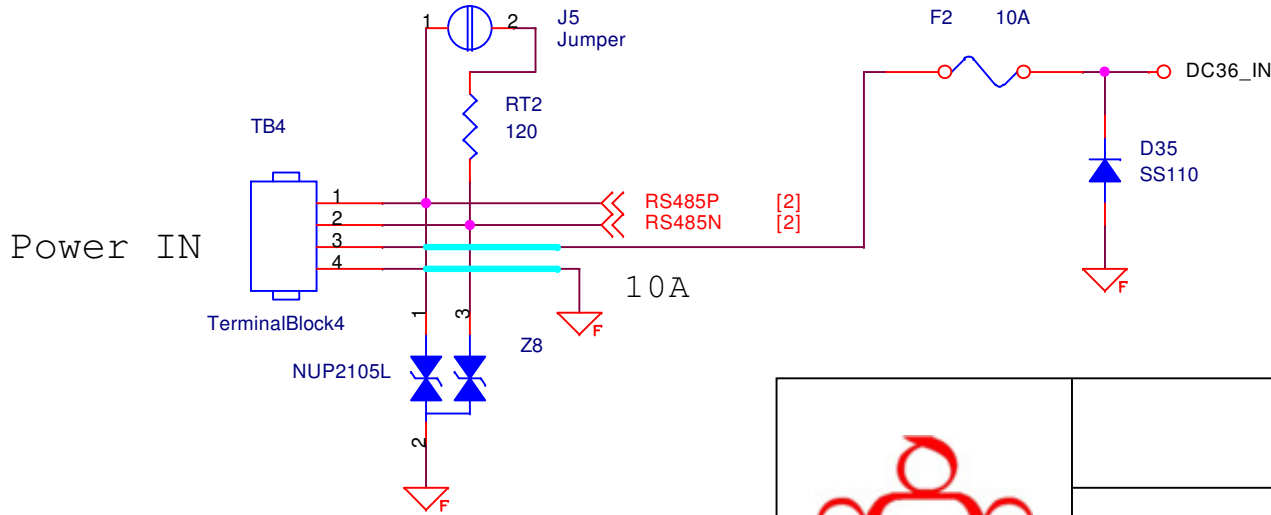 1
2
J5
Jumper
F2 10A
DC36_IN
RT2
120
TB4
D35
SS110
1
2
3
4
RS485P [2]
RS485N [2]
Power IN
10A
F
F
TerminalBlock4
1
3
Z8
NUP2105L
2
F